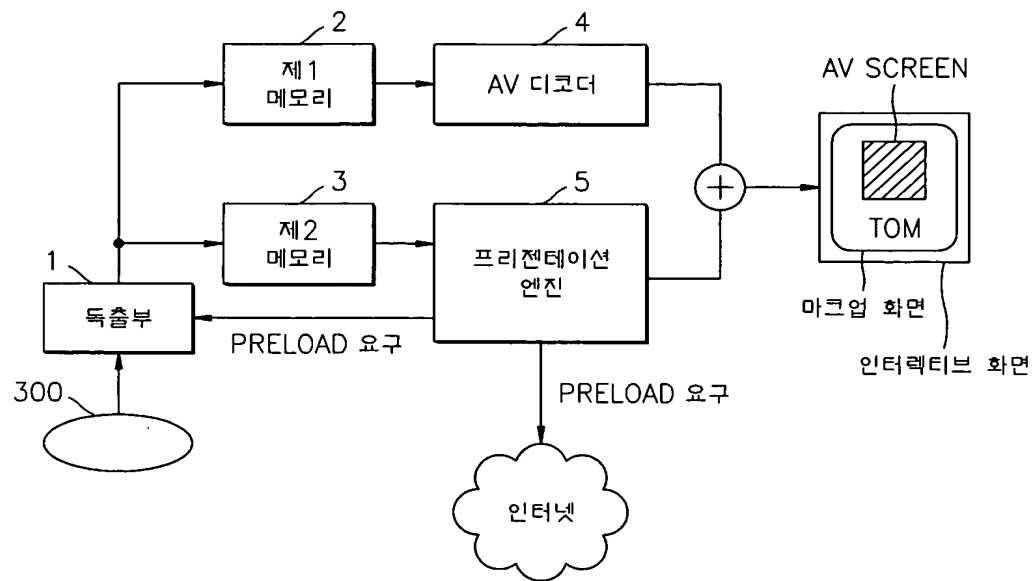 2
제1
메모리
4
AV 디코더
AV SCREEN
TOM
마크업 화면
인터렉티브 화면
3
제2
메모리
5
프리젠테이션
엔진
1
독출부
PRELOAD 요구
300
PRELOAD 요구
인터넷